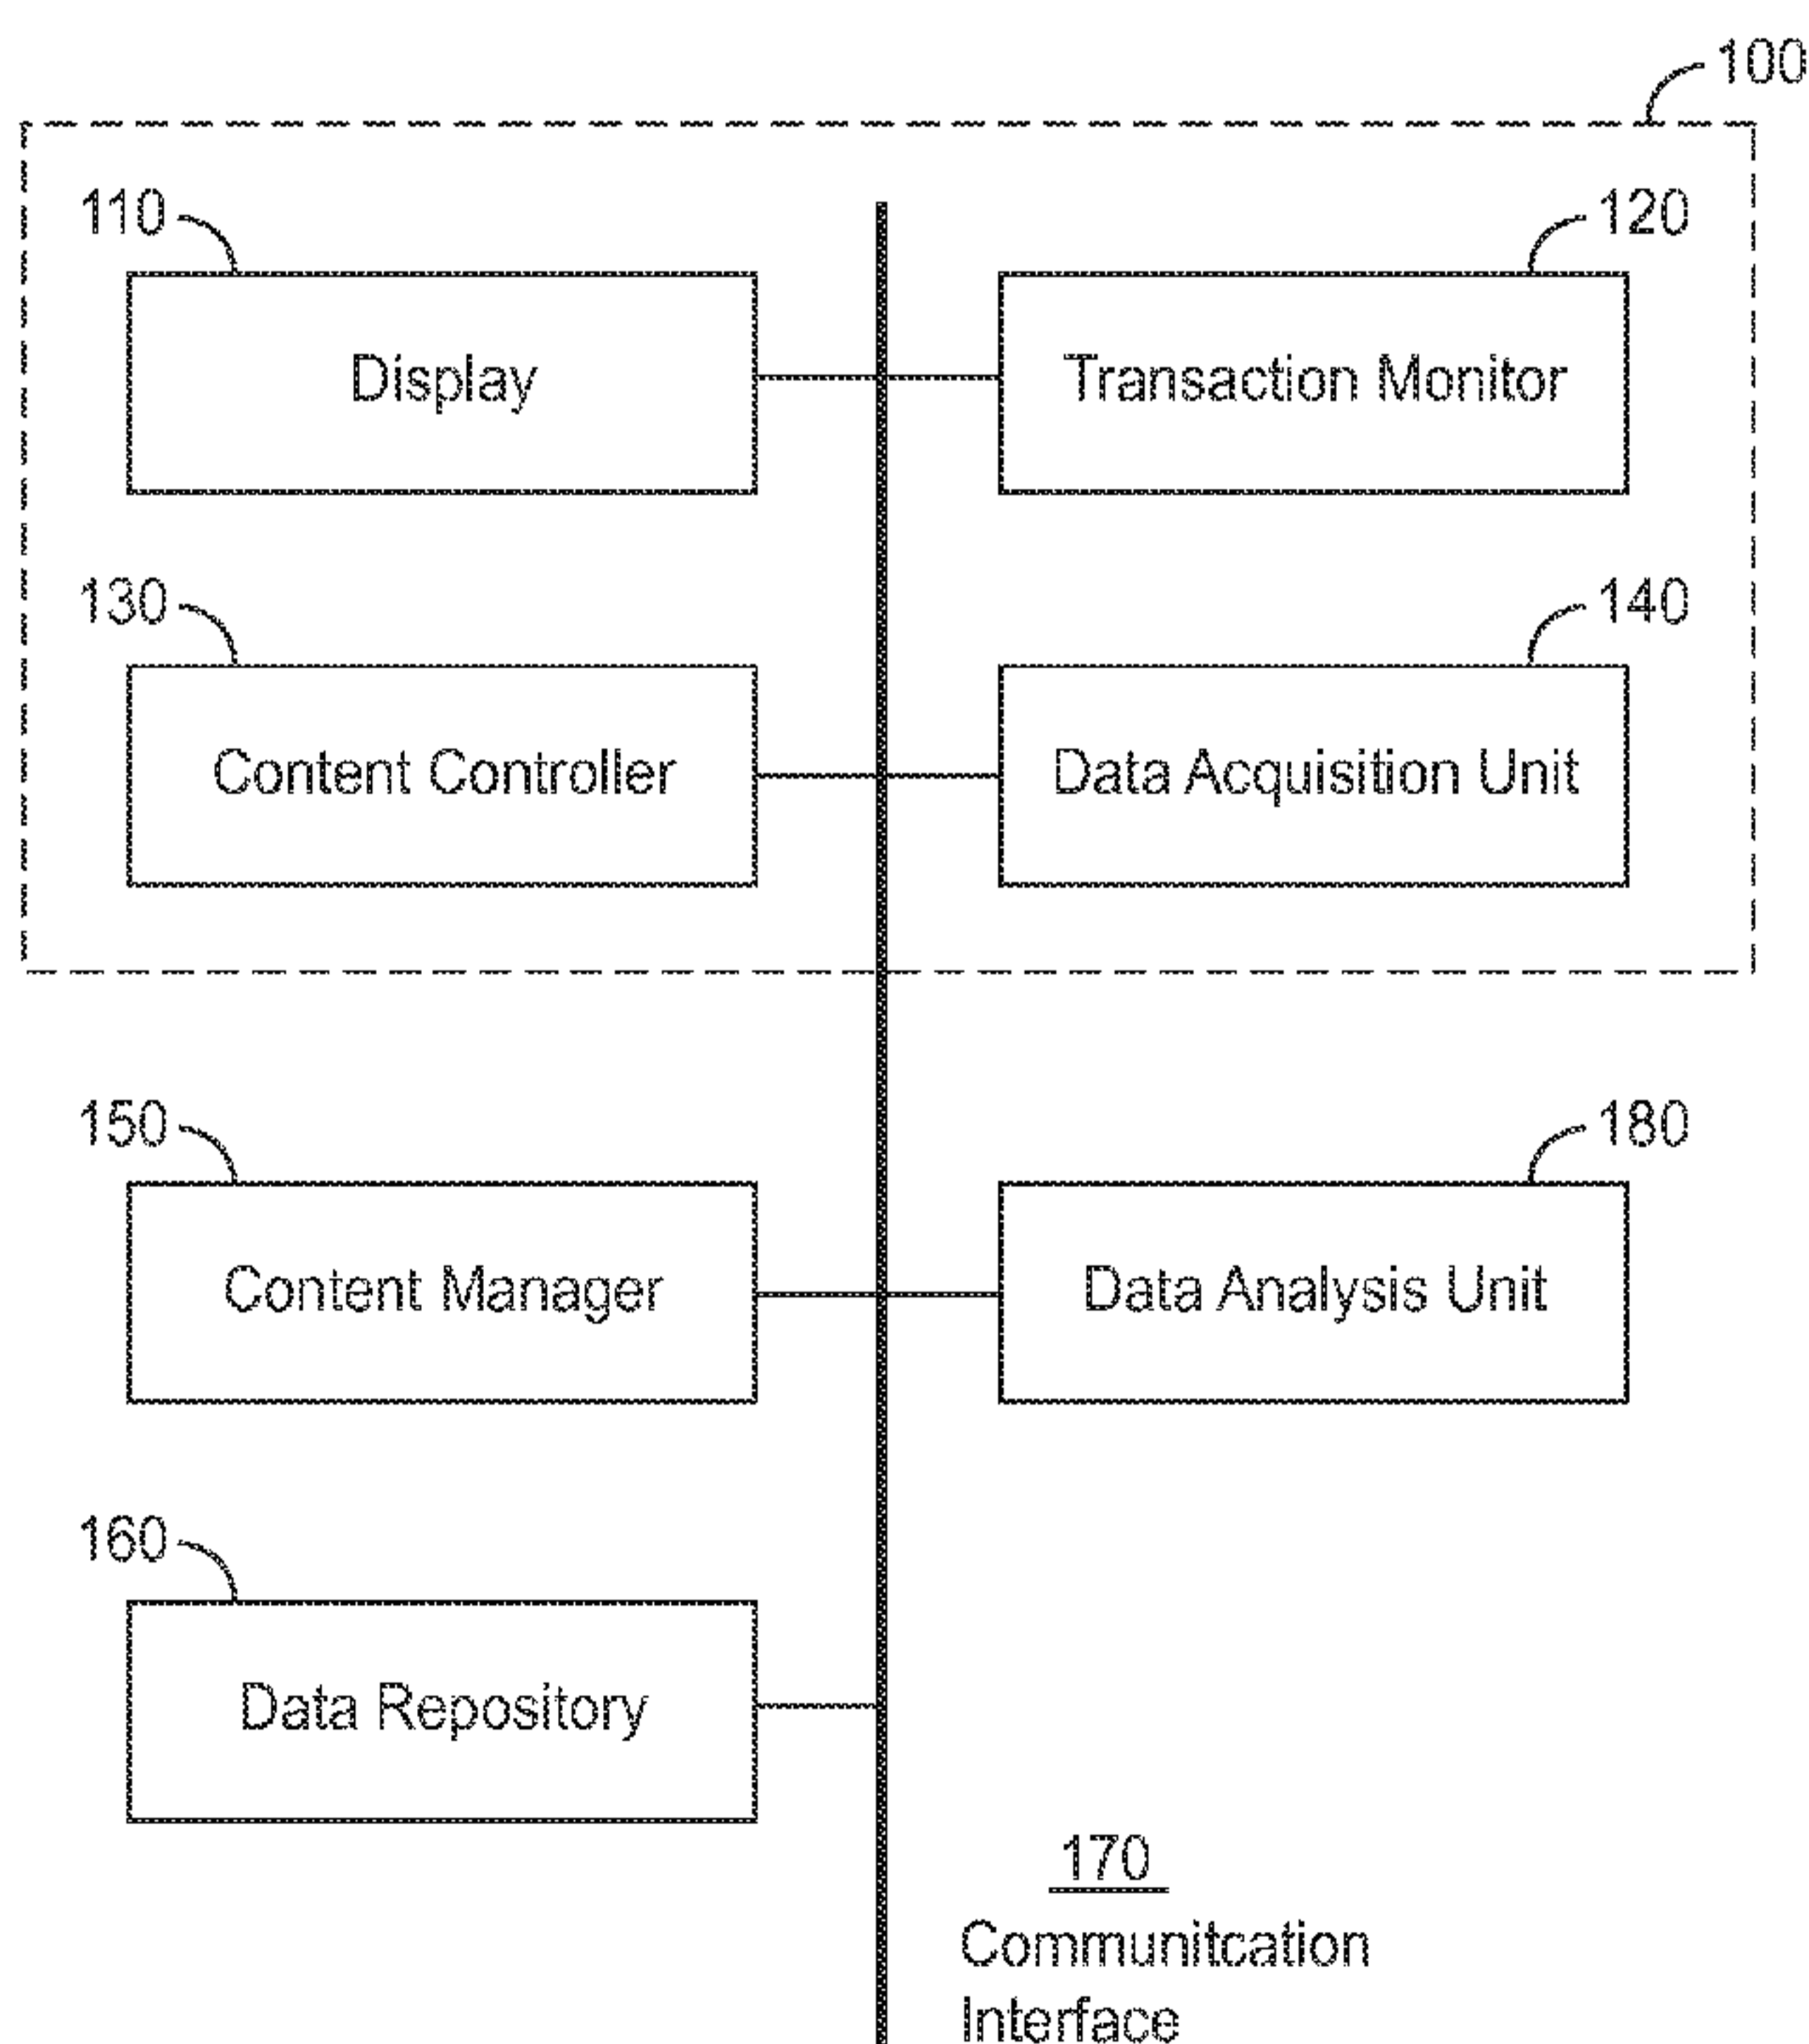 100
110
120
Display
Transaction Monitor
130
140
Content Controller
Data Acquisition Unit
150
180
Content Manager
Data Analysis Unit
160
Data Repository
170
Communitcation
Interface